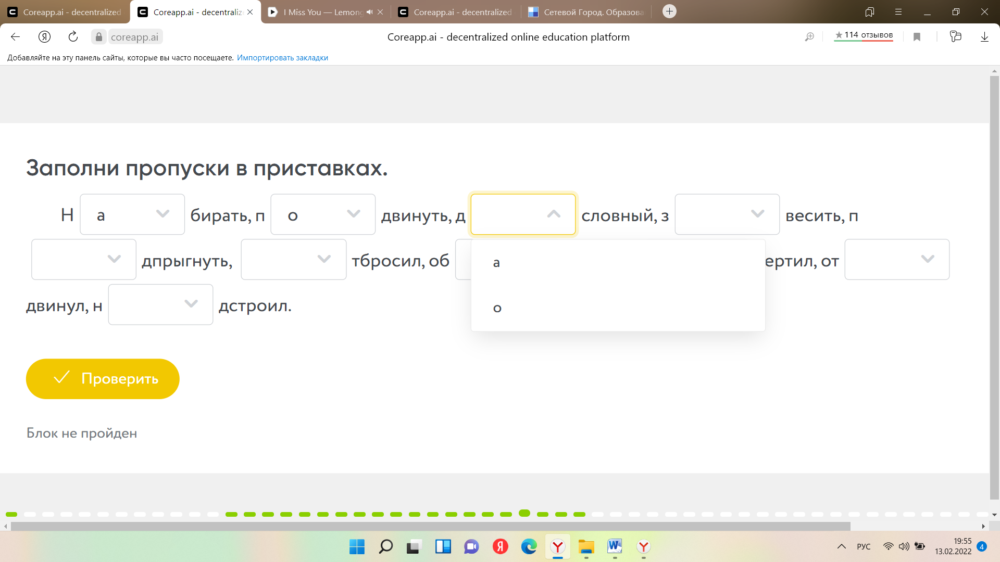 Coreapp.ai - decentralized
Coreapp.ai - decentraliz
I Miss You — Lemong
Coreapp.ai - decentralized
Сетевой Город. Образова
coreapp.ai
Coreapp.ai - decentralized online education platform
114 отзывов
Добавляйте на эту панель сайты, которые вы часто посещаете. Импортировать закладки
Заполни пропуски в приставках.
Н а бирать, п о двинуть, д словный, з весить, п
дпрыгнуть, тбросил, об ертил, от
а
о
двинул, н дстроил.
Проверить
Блок не пройден
РУС
19:55
13.02.2022
4